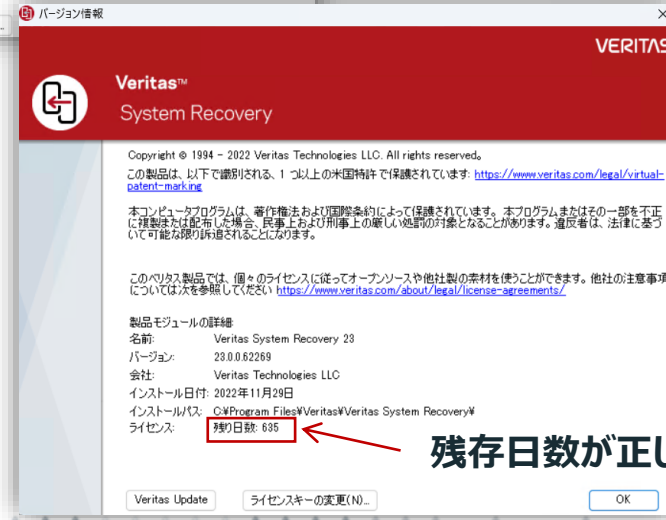 バージョン情報
VERITAS
Veritas™
System Recovery
Copyright © 1994 - 2022 Veritas Technologies LLC. All rights reserved。
この製品は、以下で識別される、1 つ以上の米国特許で保護されています: https://www.veritas.com/legal/virtual-
patent-marking
本コンピュータプログラムは、著作権法および国際条約によって保護されています。本プログラムまたはその一部を不正
に複製または配布した場合、民事上および刑事上の厳しい処罰の対象となることがあります。違反者は、法律に基づ
いて可能な限り訴追されることになります。
このベリタス製品では、個々のライセンスに従ってオープンソースや他社製の素材を使うことができます。他社の注意事項
については次を参照してください https://www.veritas.com/about/legal/license-agreements/
製品モジュールの詳細:
名前: Veritas System Recovery 23
バージョン: 23.0.0.62269
会社: Veritas Technologies LLC
インストール日付: 2022年11月29日
インストールパス: C:¥Program Files¥Veritas¥Veritas System Recovery¥
ライセンス: 残り日数: 635
残存日数が正し
Veritas Update ライセンスキーの変更(N)... OK